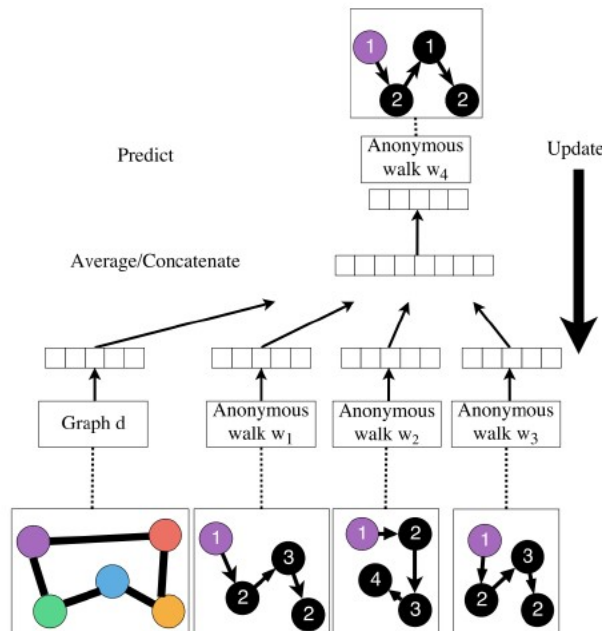 1
1
2
2
Predict
Anonymous
walk w₄
Update
Average/Concatenate
Graph d
Anonymous
walk w₁
Anonymous
walk w₂
Anonymous
walk w₃
1
2
3
2
1
2
4
3
1
2
3
2